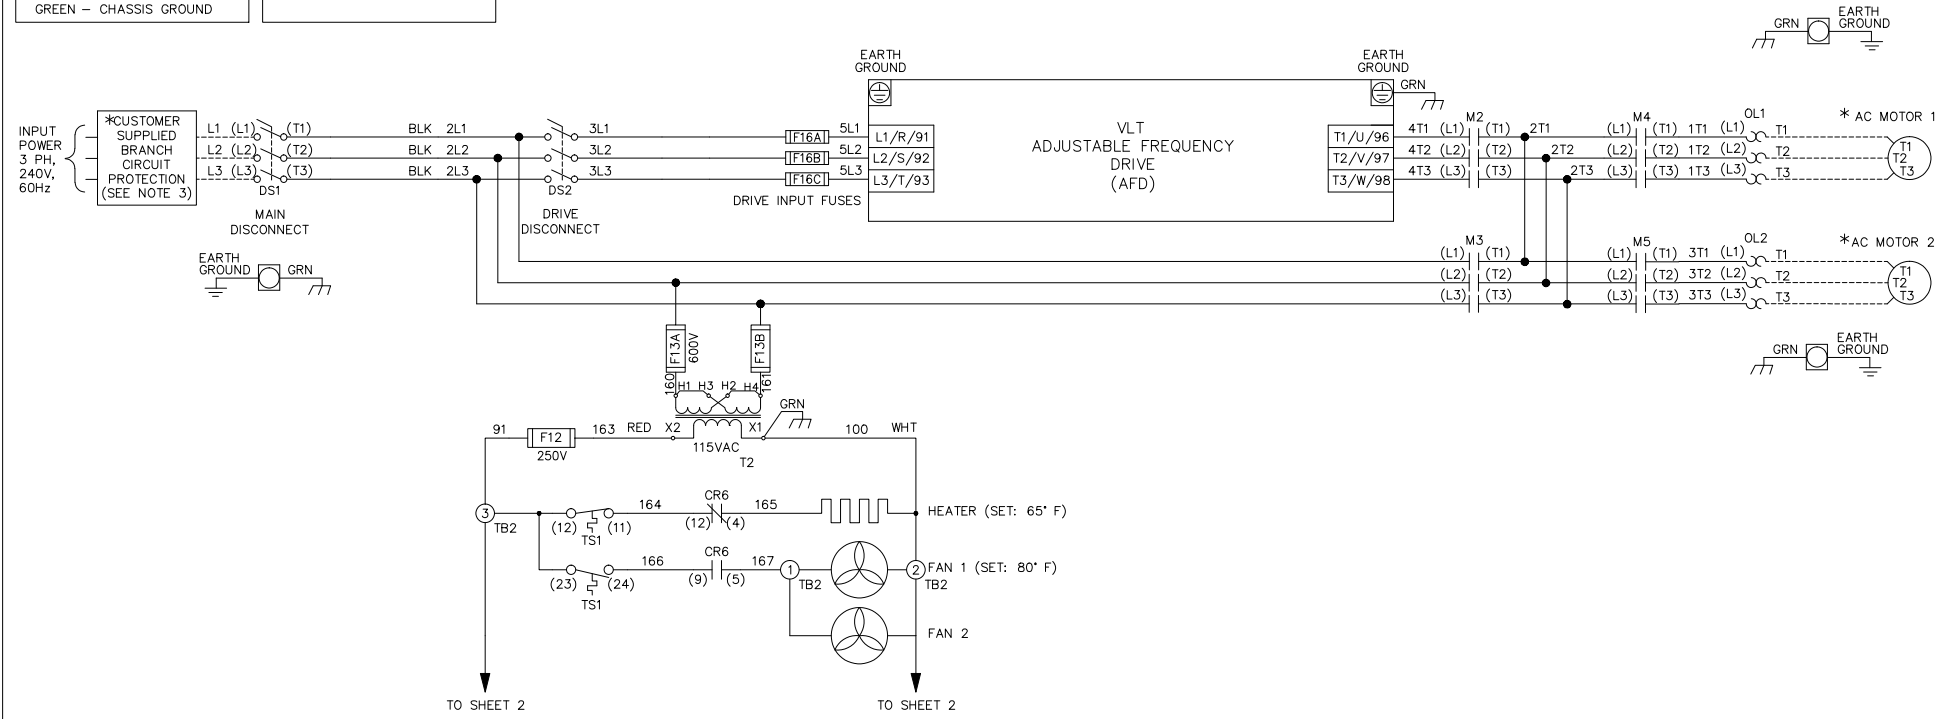 GREEN – CHASSIS GROUND
EARTH
GROUND
GRN
EARTH
GROUND
EARTH
GROUND
GRN
INPUT
POWER
3 PH,
240V,
60Hz
*CUSTOMER
SUPPLIED
BRANCH
CIRCUIT
PROTECTION
(SEE NOTE 3)
L1 (L1) (T1) BLK 2L1 3L1 F16A 5L1 L1/R/91
L2 (L2) (T2) BLK 2L2 3L2 F16B 5L2 L2/S/92
L3 (L3) (T3) BLK 2L3 3L3 F16C 5L3 L3/T/93
DS1
DS2
MAIN
DISCONNECT
DRIVE
DISCONNECT
DRIVE INPUT FUSES
VLT
ADJUSTABLE FREQUENCY
DRIVE
(AFD)
M2 M4 OL1 * AC MOTOR 1
T1/U/96 4T1 (L1) (T1) 2T1 (L1) (T1) 1T1 (L1) T1
T2/V/97 4T2 (L2) (T2) 2T2 (L2) (T2) 1T2 (L2) T2
T3/W/98 4T3 (L3) (T3) 2T3 (L3) (T3) 1T3 (L3) T3
T1
T2
T3
EARTH
GROUND GRN
M3 M5 OL2 *AC MOTOR 2
(L1) (T1) (L1) (T1) 3T1 (L1) T1
(L2) (T2) (L2) (T2) 3T2 (L2) T2
(L3) (T3) (L3) (T3) 3T3 (L3) T3
T1
T2
T3
GRN
EARTH
GROUND
F13A
600V
F13B
160
161
H1 H3 H2 H4
GRN
91 F12 163 RED X2 X1 100 WHT
250V
115VAC
T2
3
TB2
(12) (11)
TS1
164
CR6
(12) (4)
165
HEATER (SET: 65° F)
(23) (24)
TS1
166
CR6
(9) (5)
167
1
TB2
2
TB2
FAN 1 (SET: 80° F)
FAN 2
TO SHEET 2
TO SHEET 2